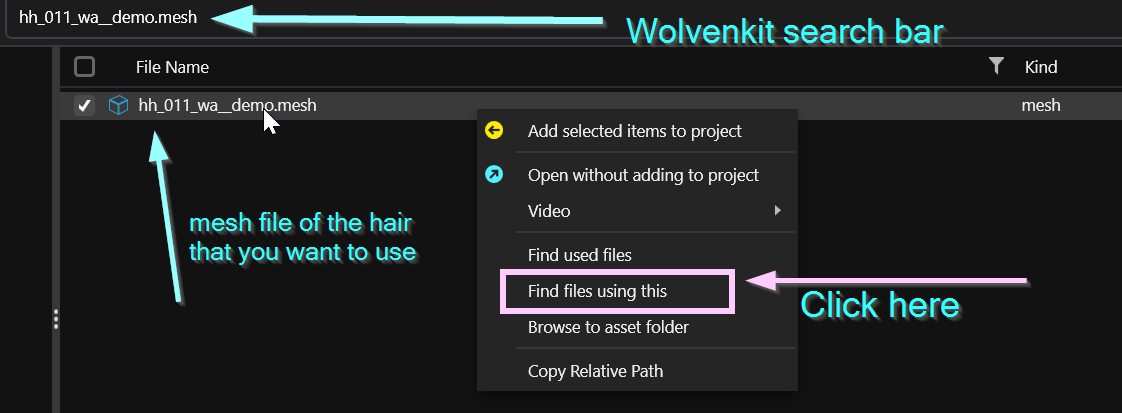 hh_011_wa__demo.mesh
Wolvenkit search bar
File Name
Kind
hh_011_wa__demo.mesh
mesh
Add selected items to project
Open without adding to project
Video
mesh file of the hair
that you want to use
Find used files
Find files using this
Click here
Browse to asset folder
Copy Relative Path